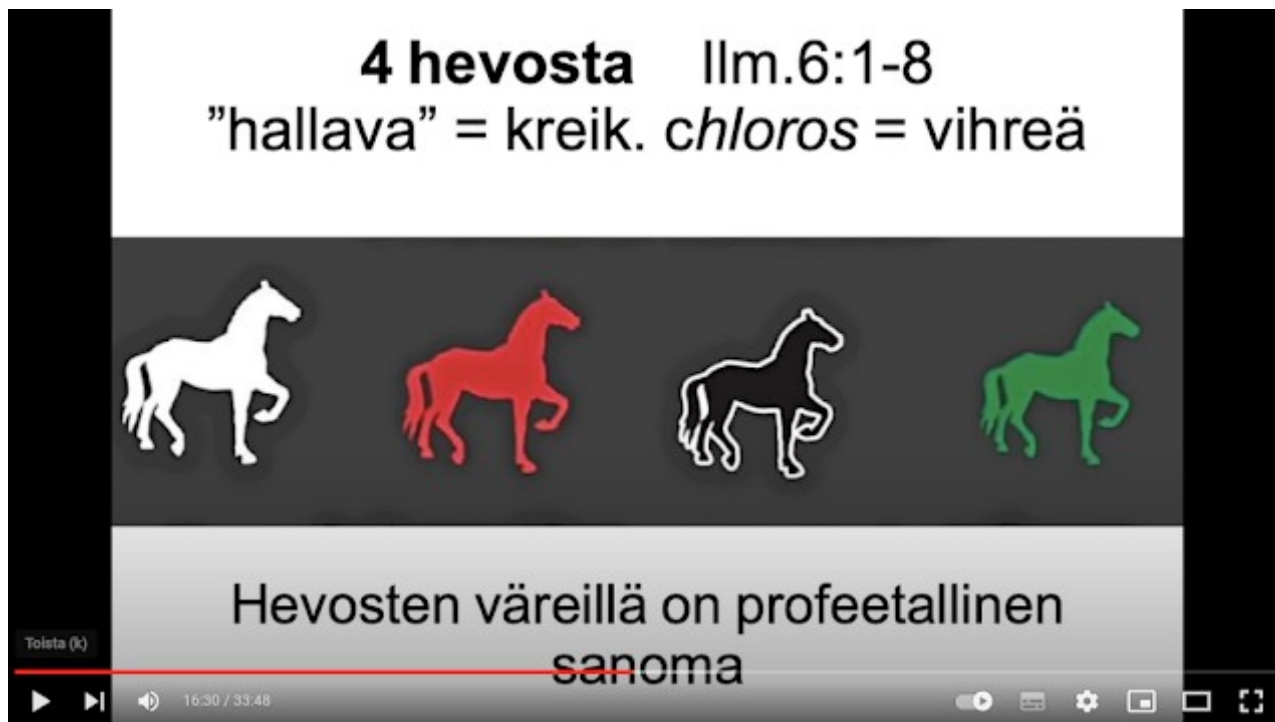 4 hevosta Ilm.6:1-8
"hallava" = kreik. chloros = vihreä
Hevosten väreillä on profeetallinen
sanoma
Toista (k)
16:30 / 33:48